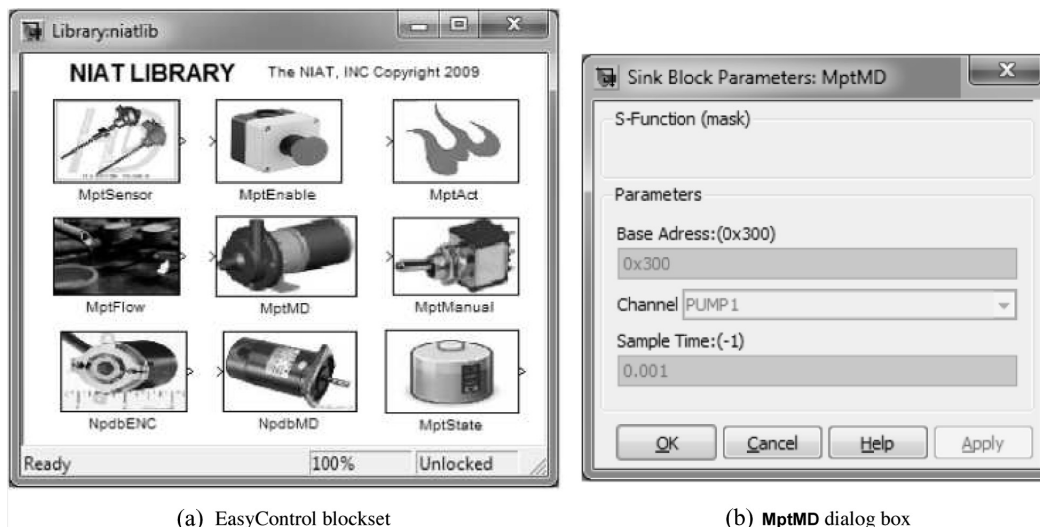 Library:niatlib
NIAT LIBRARY The NIAT, INC Copyright 2009
MptSensor MptEnable MptAct
MptFlow MptMD MptManual
NpdbENC NpdbMD MptState
Ready 100% Unlocked
(a) EasyControl blockset
Sink Block Parameters: MptMD
S-Function (mask)
Parameters
Base Adress:(0x300)
0x300
Channel PUMP1
Sample Time:(-1)
0.001
OK Cancel Help Apply
(b) MptMD dialog box